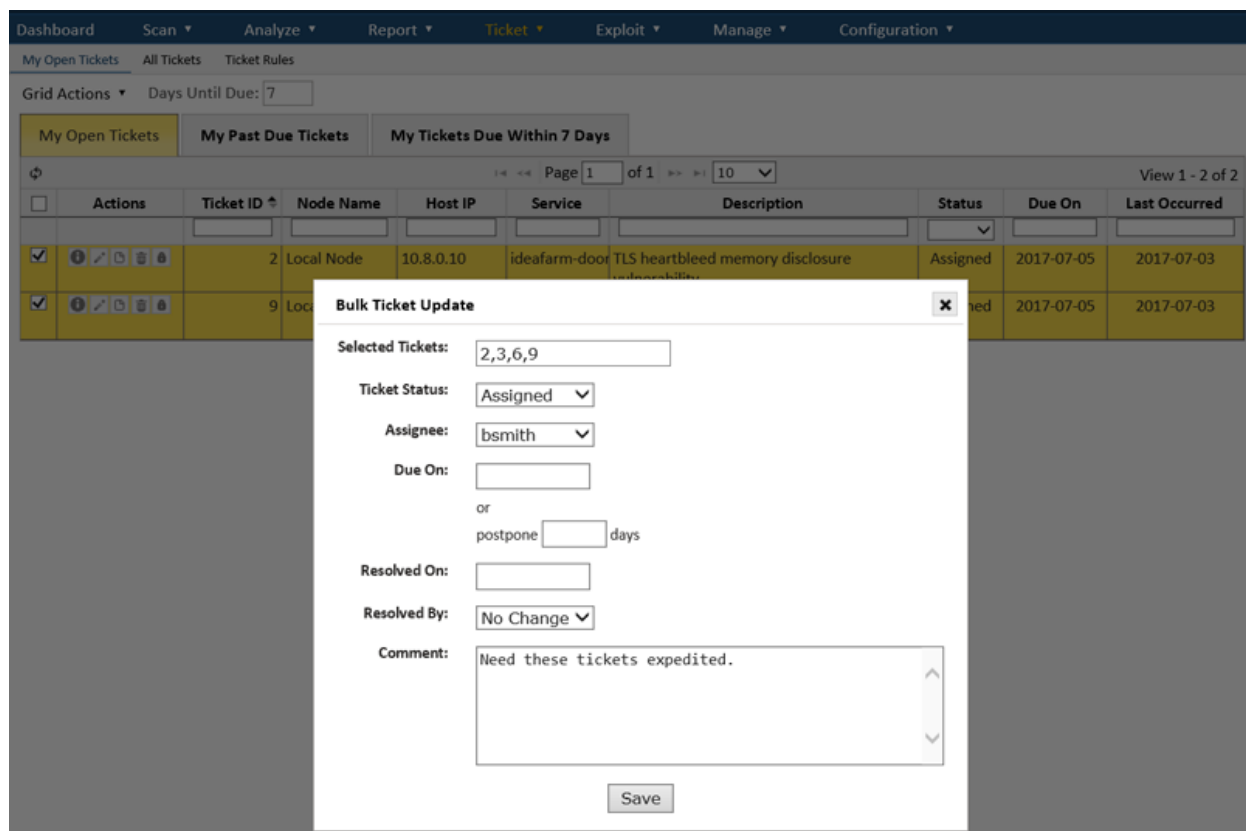 Dashboard Scan Analyze Report Ticket Exploit Manage Configuration
My Open Tickets All Tickets Ticket Rules
Grid Actions Days Until Due: 7
My Open Tickets My Past Due Tickets My Tickets Due Within 7 Days
Page 1 of 1 10 View 1 - 2 of 2
Actions Ticket ID Node Name Host IP Service Description Status Due On Last Occurred
2 Local Node 10.8.0.10 ideafarm-door TLS heartbleed memory disclosure Assigned 2017-07-05 2017-07-03
vulnerability
9 2017-07-05 2017-07-03
Bulk Ticket Update
Selected Tickets: 2,3,6,9
Ticket Status: Assigned
Assignee: bsmith
Due On:
or
postpone days
Resolved On:
Resolved By: No Change
Comment: Need these tickets expedited.
Save